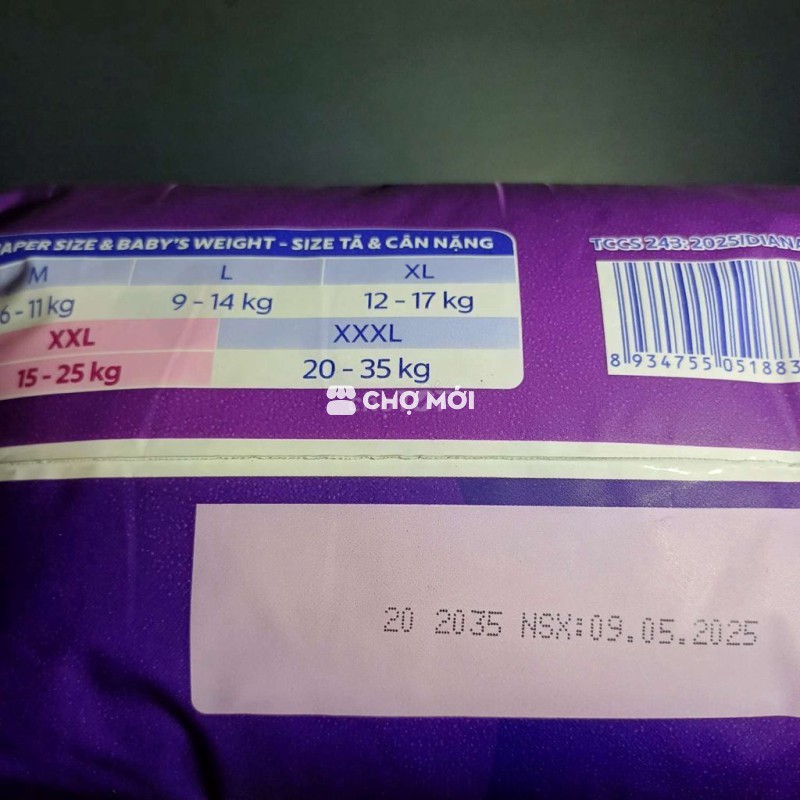 APER SIZE & BABY'S WEIGHT - SIZE TÃ & CÂN NẶNG
M L XL
6 - 11 kg 9 - 14 kg 12 - 17 kg
XXL XXXL
15 - 25 kg 20 - 35 kg
TCCS 243:2025/DIANA
8 934755 051883
CHỢ MỚI
20 2035 NSX:09.05.2025